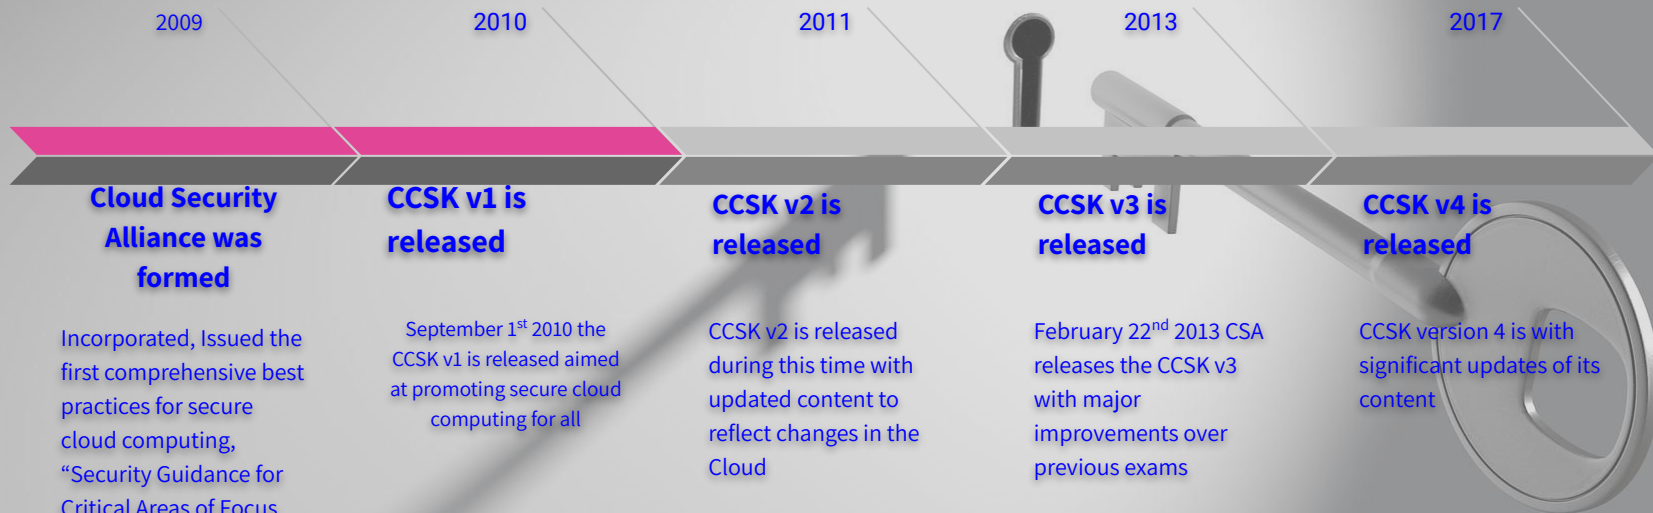 2009
Cloud Security
Alliance was
formed
Incorporated, Issued the
first comprehensive best
practices for secure
cloud computing,
“Security Guidance for
Critical Areas of Focus
2010
CCSK v1 is
released
September 1st 2010 the
CCSK v1 is released aimed
at promoting secure cloud
computing for all
2011
CCSK v2 is
released
CCSK v2 is released
during this time with
updated content to
reflect changes in the
Cloud
2013
CCSK v3 is
released
February 22nd 2013 CSA
releases the CCSK v3
with major
improvements over
previous exams
2017
CCSK v4 is
released
CCSK version 4 is with
significant updates of its
content